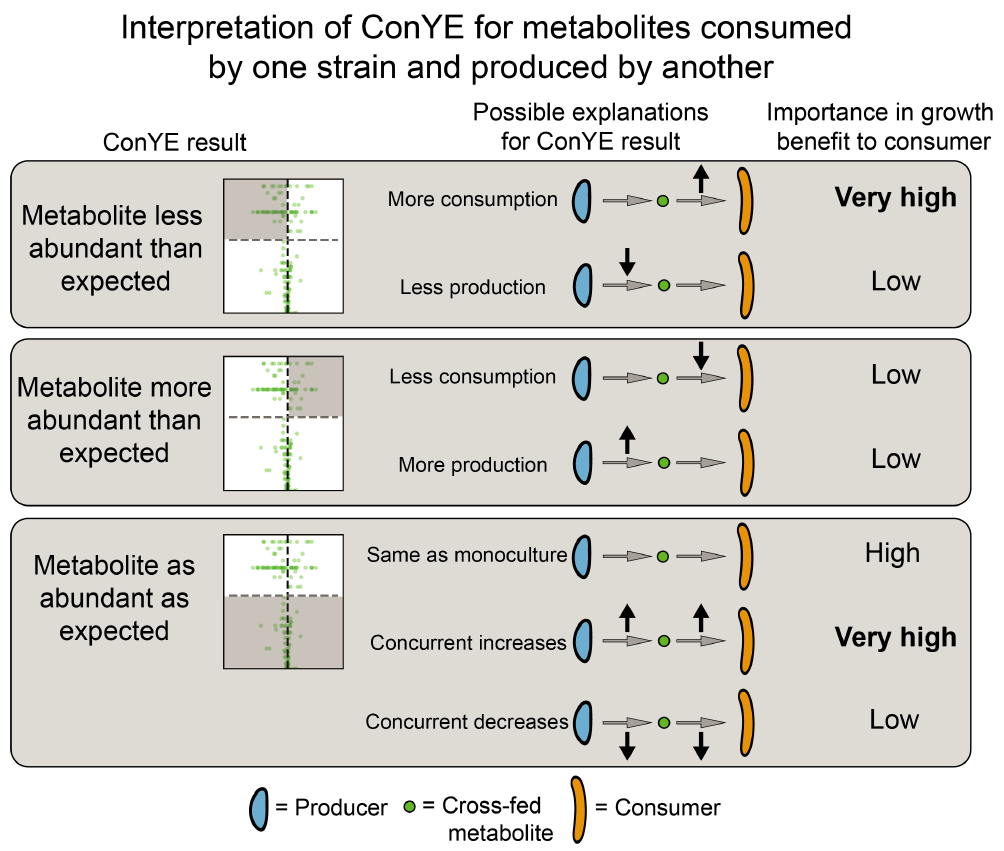 Interpretation of ConYE for metabolites consumed
by one strain and produced by another
ConYE result
Possible explanations
for ConYE result
Importance in growth
benefit to consumer
Metabolite less
abundant than
expected
More consumption
Very high
Less production
Low
Metabolite more
abundant than
expected
Less consumption
Low
More production
Low
Metabolite as
abundant as
expected
Same as monoculture
High
Concurrent increases
Very high
Concurrent decreases
Low
= Producer
= Cross-fed
metabolite
= Consumer